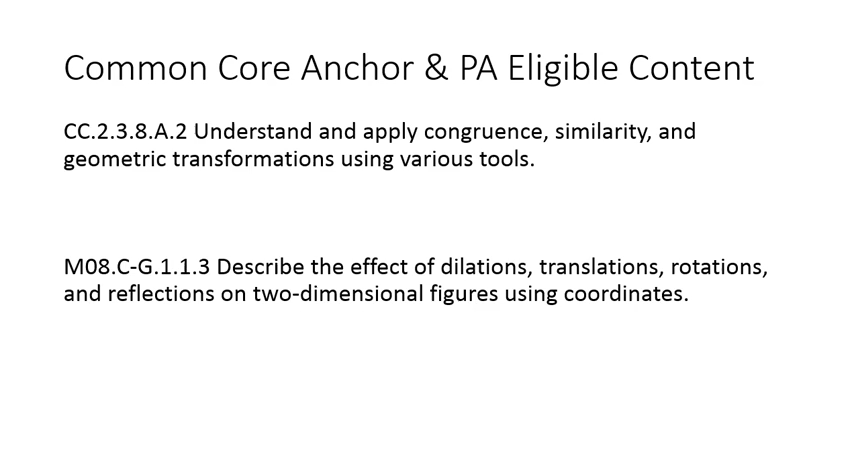 Common Core Anchor & PA Eligible Content
CC.2.3.8.A.2 Understand and apply congruence, similarity, and
geometric transformations using various tools.
M08.C-G.1.1.3 Describe the effect of dilations, translations, rotations,
and reflections on two-dimensional figures using coordinates.